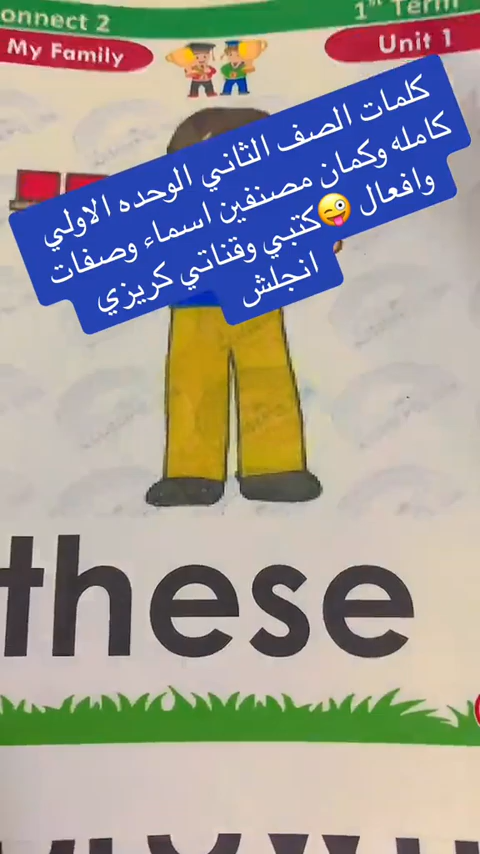 onnect 2
1st Term
My Family
Unit 1
كلمات الصف الثاني الوحده الاولي
كامله وكمان مصنفين اسماء وصفات
وافعال 😜كتبي وقناتي كريزي
انجلش
these